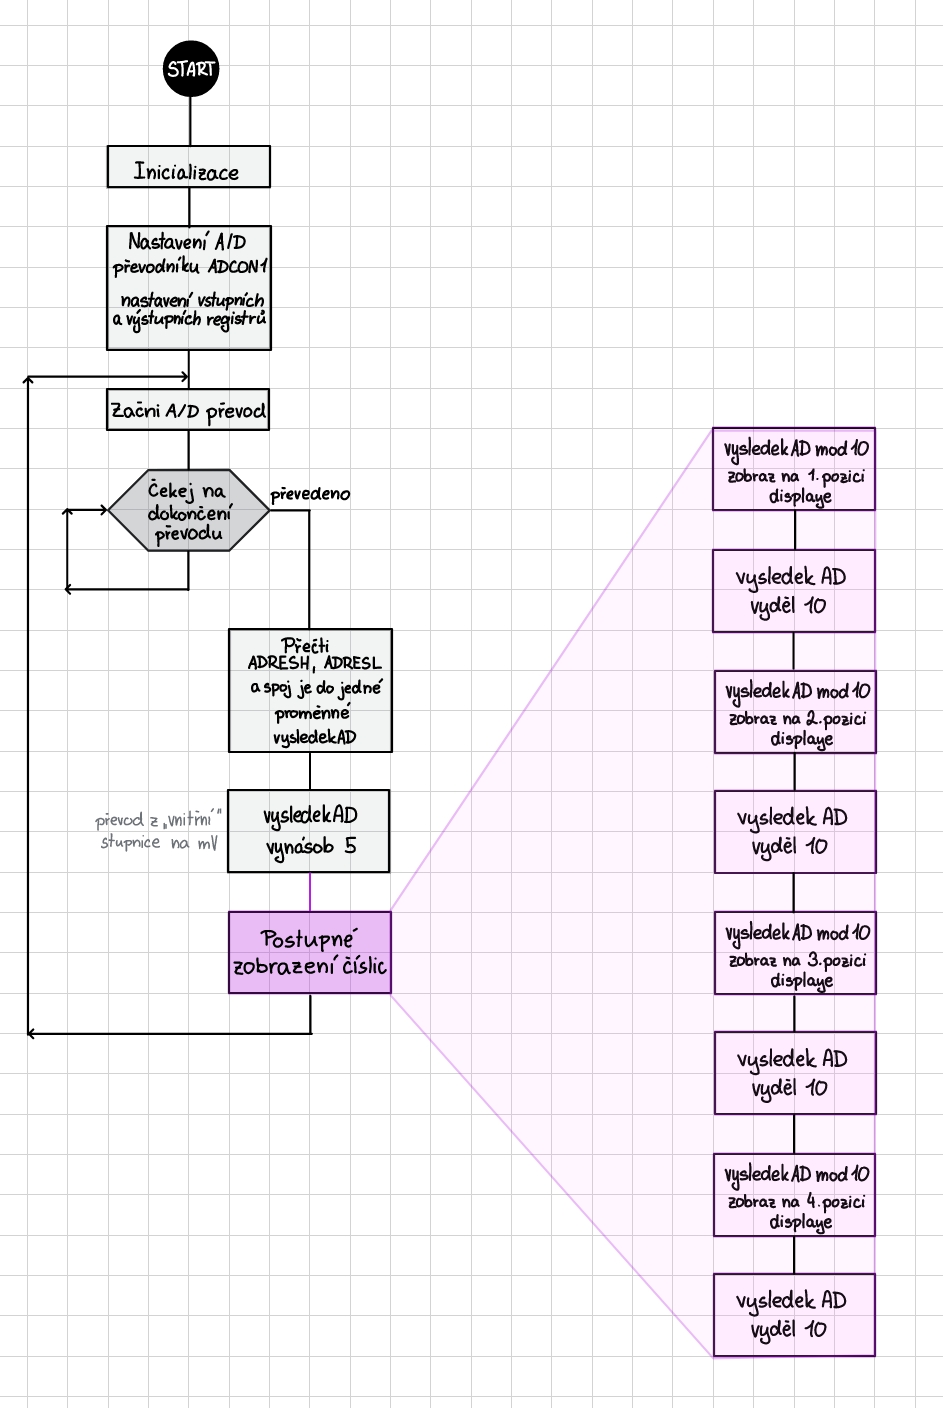 START
Inicializace
Nastavení A/D
převodníku ADCON1
nastavení vstupních
a výstupních registrů
Začni A/D převod
Čekej na
dokončení
převodu
převedeno
Přečti
ADRESH, ADRESL
a spoj je do jedné
proměnné
vysledekAD
převod z „vnitřní"
stupnice na mV
vysledekAD
vynásob 5
Postupné
zobrazení číslic
vysledekAD mod 10
zobraz na 1. pozici
displaye
vysledek AD
vyděl 10
vysledekAD mod 10
zobraz na 2. pozici
displaye
vysledek AD
vyděl 10
vysledekAD mod 10
zobraz na 3. pozici
displaye
vysledek AD
vyděl 10
vysledekAD mod 10
zobraz na 4. pozici
displaye
vysledek AD
vyděl 10